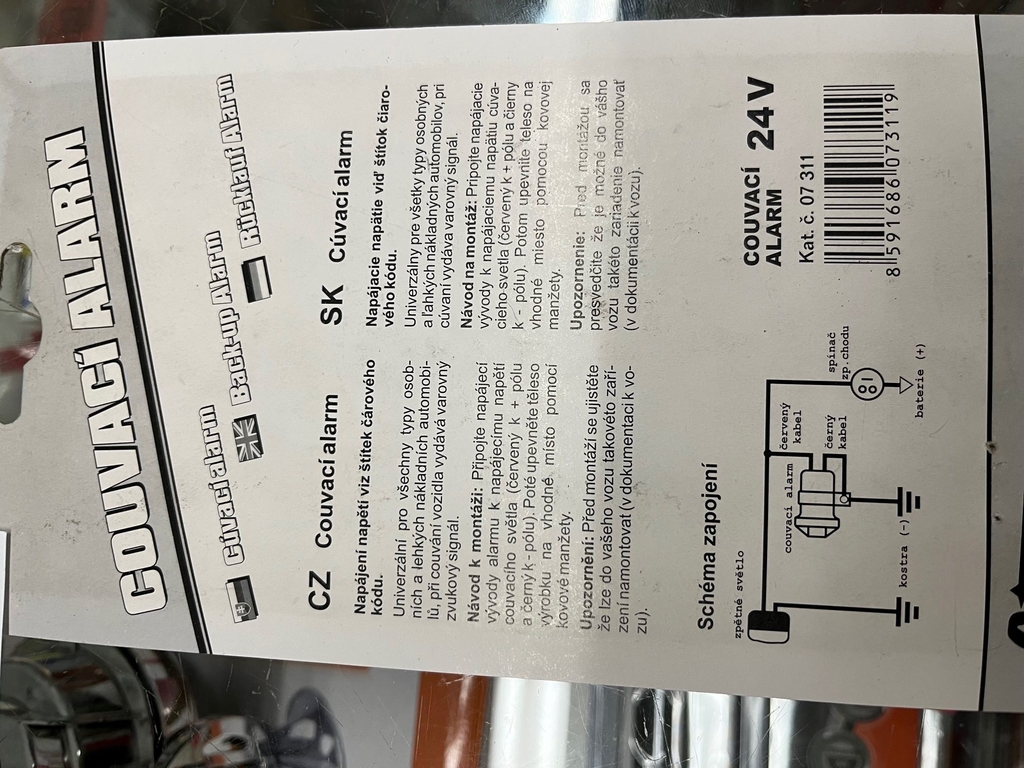 COUVACÍ ALARM
Cúvací alarm
Back-up Alarm
Rücklauf Alarm
CZ Couvací alarm
Napájení napětí viz štítek čárového
kódu.
Univerzální pro všechny typy osob-
ních a lehkých nákladních automobi-
lů, při couvání vozidla vydává varovný
zvukový signál.
Návod k montáži: Připojte napájecí
vývody alarmu k napájecímu napětí
couvacího světla (červený k + pólu
a černý k - pólu). Poté upevněte těleso
výrobku na vhodné místo pomocí
kovové manžety.
Upozornění: Před montáží se ujistěte
že lze do vašeho vozu takovéto zaří-
zení namontovat (v dokumentaci k vo-
zu).
SK Cúvací alarm
Napájacie napätie viď štítok čiaro-
vého kódu.
Univerzálny pre všetky typy osobných
a ľahkých nákladných automobilov, pri
cúvaní vydáva varovný signál.
Návod na montáž: Pripojte napájacie
vývody k napájaciemu napätiu cúva-
cieho svetla (červený k + pólu a čierny
k - pólu). Potom upevnite teleso na
vhodné miesto pomocou kovovej
manžety.
Upozornenie: Pred montážou sa
presvedčite že je možné do vášho
vozu takéto zariadenie namontovať
(v dokumentácii k vozu).
Schéma zapojení
zpětné světlo
couvací alarm
červený
kabel
černý
kabel
spínač
zp.chodu
kostra (-)
baterie (+)
COUVACÍ
ALARM 24 V
Kat. č. 07 311
8 591686 073119